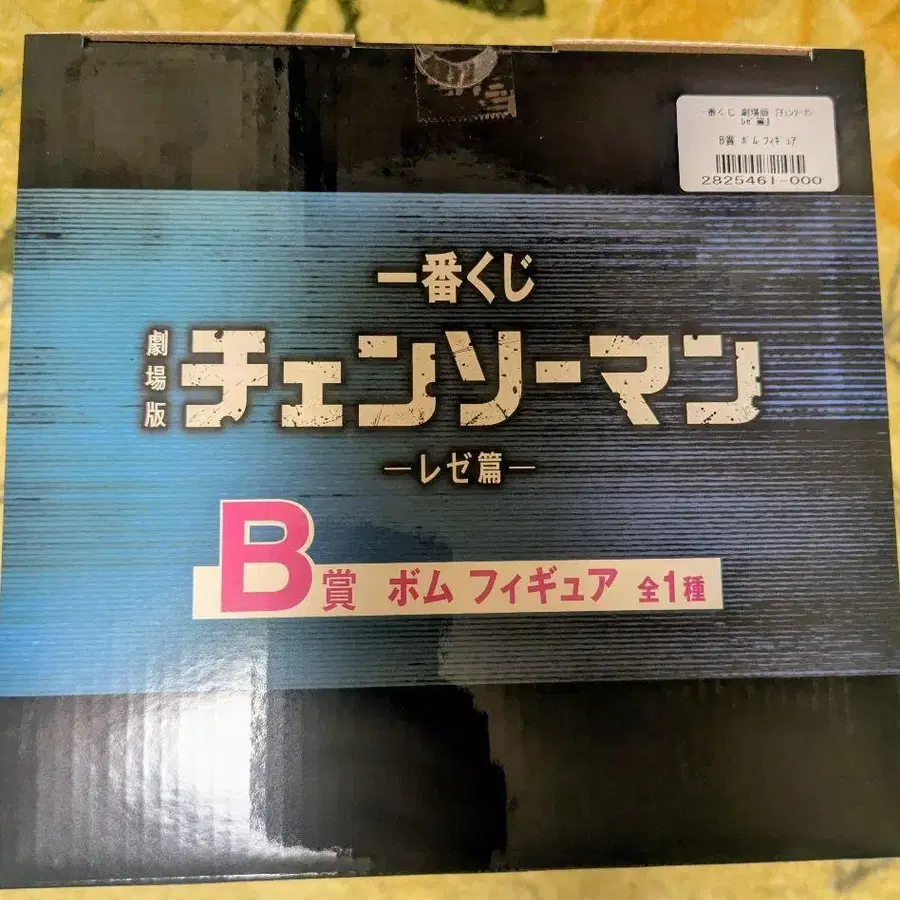 一番くじ 劇場版 『チェンソーマン
レゼ篇』
B賞 ボム フィギュア
2825461-000
一番くじ
劇場版
チェンソーマン
―レゼ篇―
B賞 ボム フィギュア 全1種